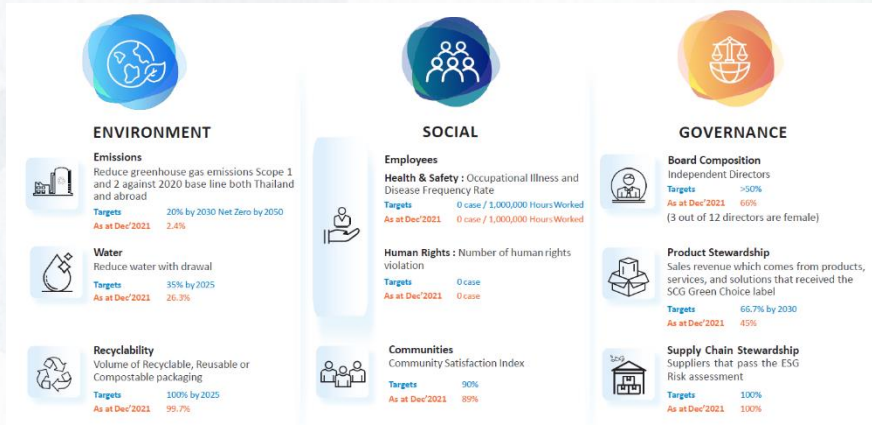 ENVIRONMENT
Emissions
Reduce greenhouse gas emissions Scope 1
and 2 against 2020 base line both Thailand
and abroad
Targets 20% by 2030 Net Zero by 2050
As at Dec'2021 2.4%
Water
Reduce water with drawal
Targets 35% by 2025
As at Dec'2021 26.3%
Recyclability
Volume of Recyclable, Reusable or
Compostable packaging
Targets 100% by 2025
As at Dec'2021 99.7%
SOCIAL
Employees
Health & Safety : Occupational Illness and
Disease Frequency Rate
Targets 0 case / 1,000,000 Hours Worked
As at Dec'2021 0 case / 1,000,000 Hours Worked
Human Rights : Number of human rights
violation
Targets 0 case
As at Dec'2021 0 case
Communities
Community Satisfaction Index
Targets 90%
As at Dec'2021 89%
GOVERNANCE
Board Composition
Independent Directors
Targets >50%
As at Dec'2021 66%
(3 out of 12 directors are female)
Product Stewardship
Sales revenue which comes from products,
services, and solutions that received the
SCG Green Choice label
Targets 66.7% by 2030
As at Dec'2021 45%
SCG
Supply Chain Stewardship
Suppliers that pass the ESG
Risk assessment
Targets 100%
As at Dec'2021 100%